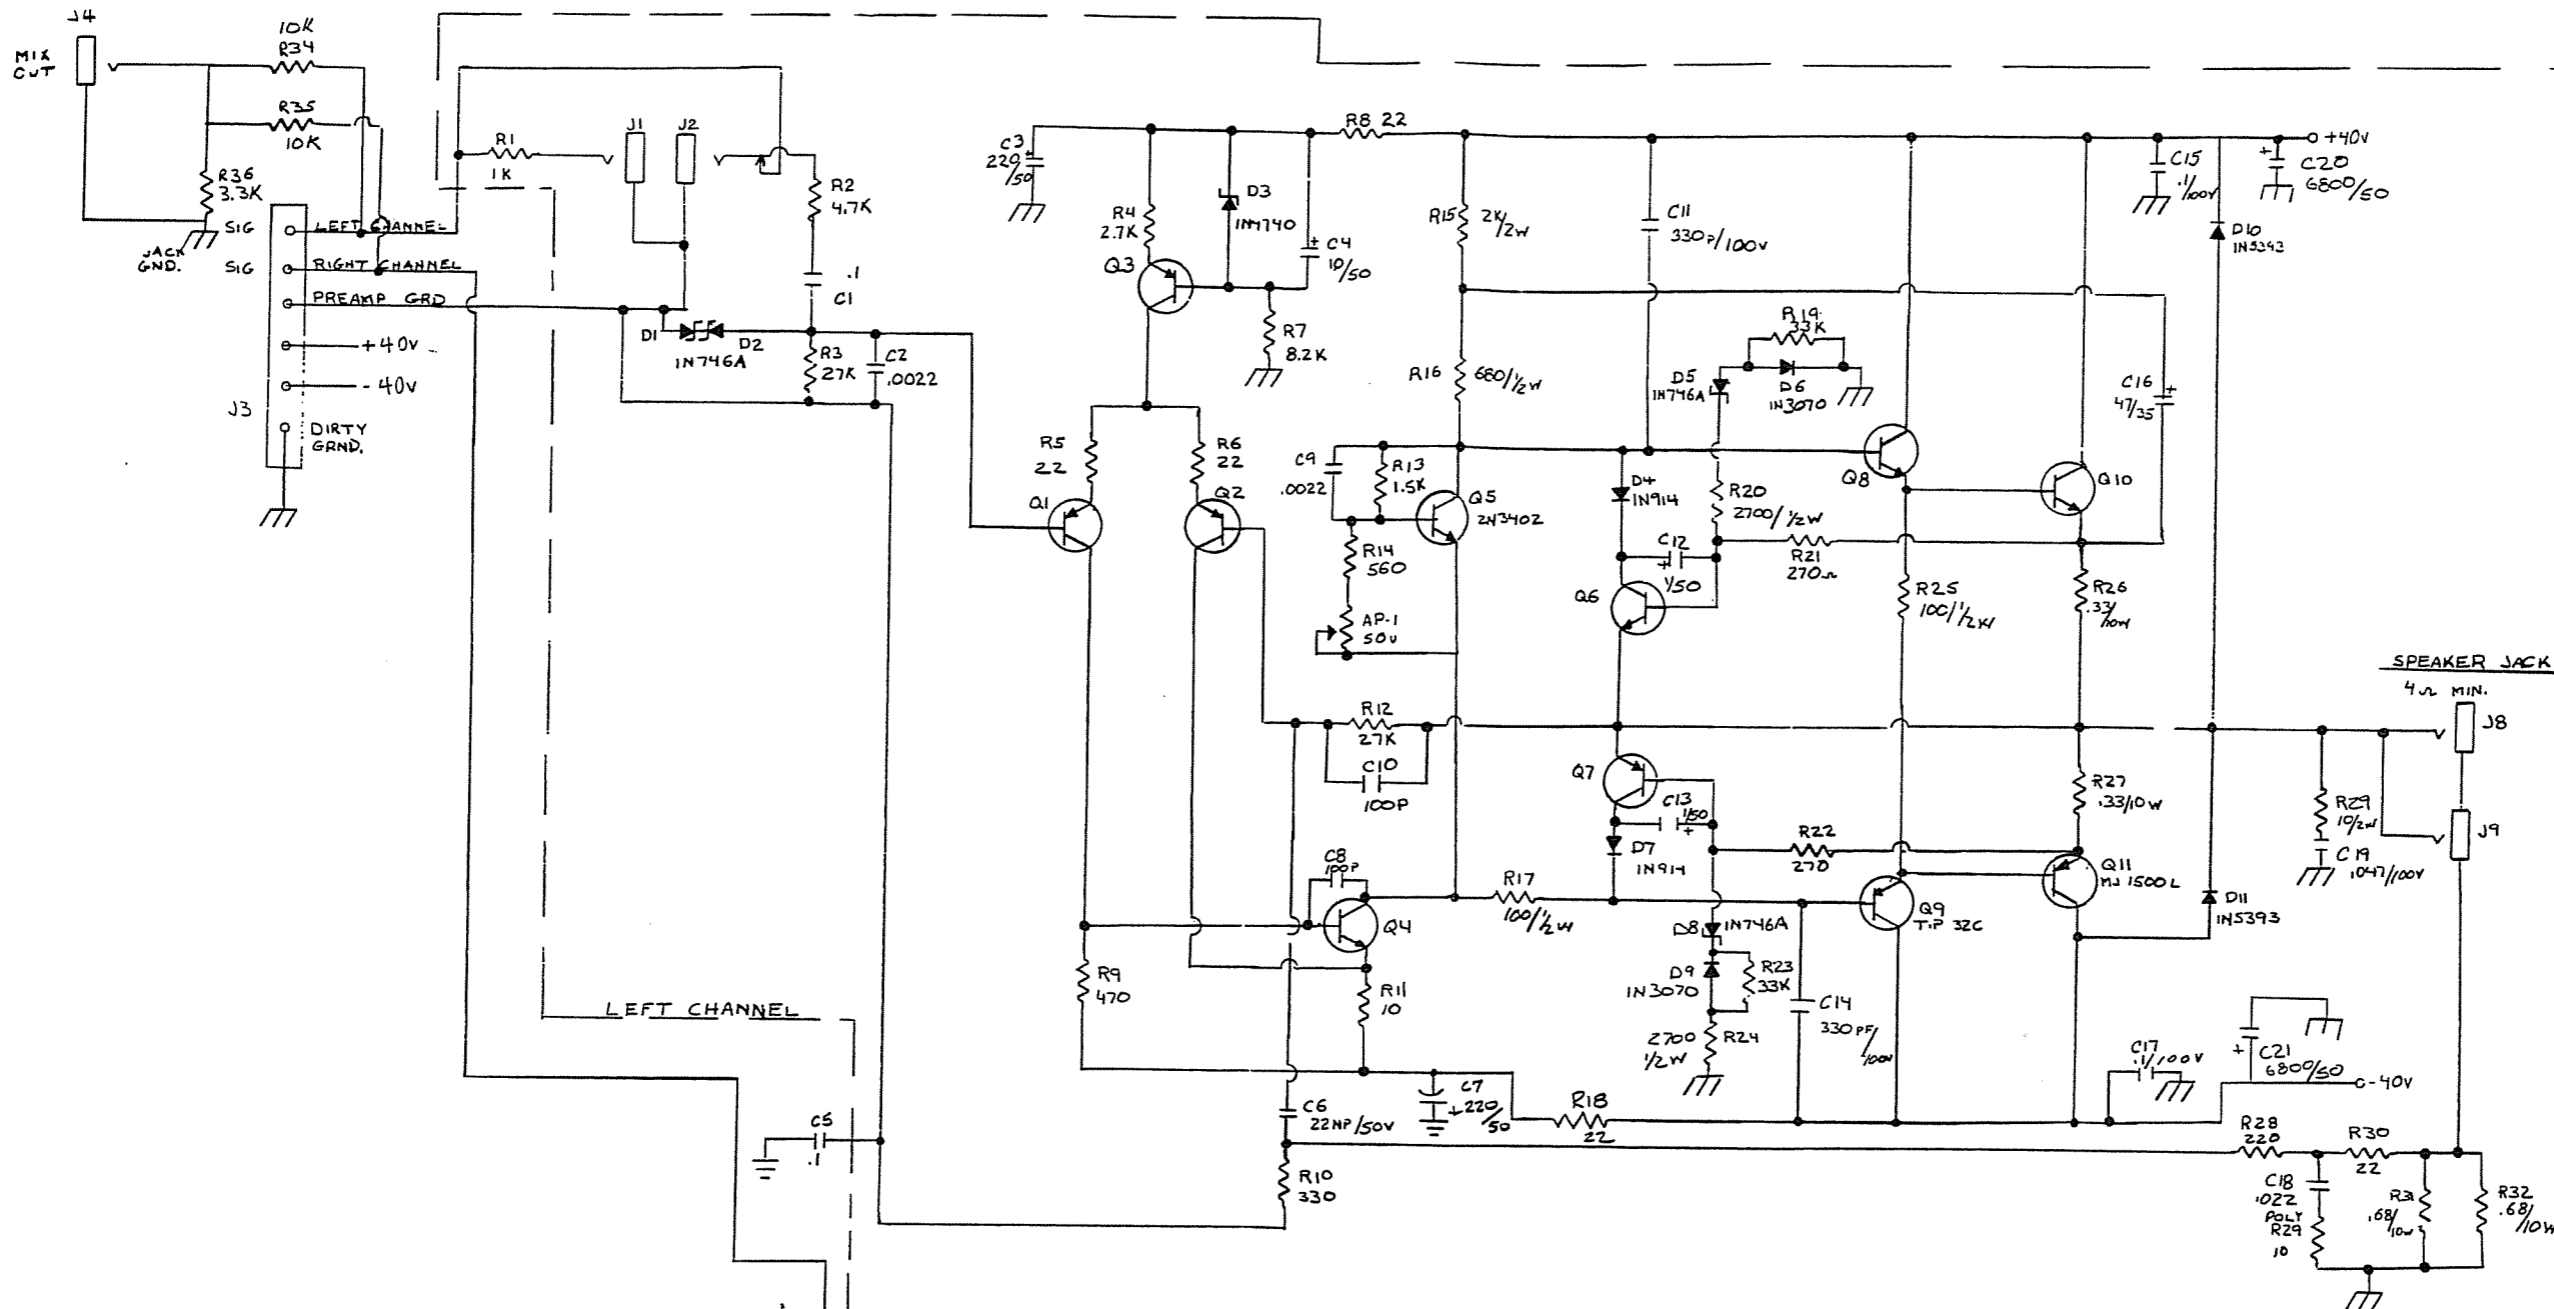 J4
MIX
OUT
10K
R34
R35
10K
R36
3.3K
JACK
GND.
SIG
LEFT CHANNEL
SIG
RIGHT CHANNEL
PREAMP GRD
+40V
-40V
J3
DIRTY
GRND.
R1
1K
J1
J2
R2
4.7K
.1
C1
D1
D2
1N746A
R3
27K
C2
.0022
C3
220/50
R4
2.7K
D3
1N4740
C4
10/50
Q3
R7
8.2K
R8 22
R5
22
R6
22
Q1
Q2
R15
2K/2W
R16
680/1/2W
C9
.0022
R13
1.5K
Q5
2N3402
R14
560
AP-1
50V
C11
330P/100V
R19
33K
D5
1N746A
D6
1N3070
D4
1N914
R20
2700/1/2W
C12
1/50
R21
270Ω
Q6
Q8
Q10
C16
47/35
C15
.1/100V
+40V
C20
6800/50
D10
1N5393
R25
100/1/2W
R26
.33/10W
SPEAKER JACK
4Ω MIN.
J8
J9
R12
27K
C10
100P
Q7
C13
1/50
D7
1N914
R22
270
R27
.33/10W
Q11
MJ 1500L
R29
10/2W
C19
.047/100V
C8
100P
Q4
R17
100/1/2W
Q9
TIP 32C
D11
1N5393
D8
1N746A
D9
1N3070
R23
33K
C14
330PF/100V
2700
1/2W
R24
R9
470
R11
10
LEFT CHANNEL
C5
.1
C6
22NP/50V
C7
220/50
R18
22
C17
.1/100V
C21
6800/50
-40V
R10
330
R28
220
R30
22
C18
.022
POLY
R29
10
R31
.68/10W
R32
.68/10W